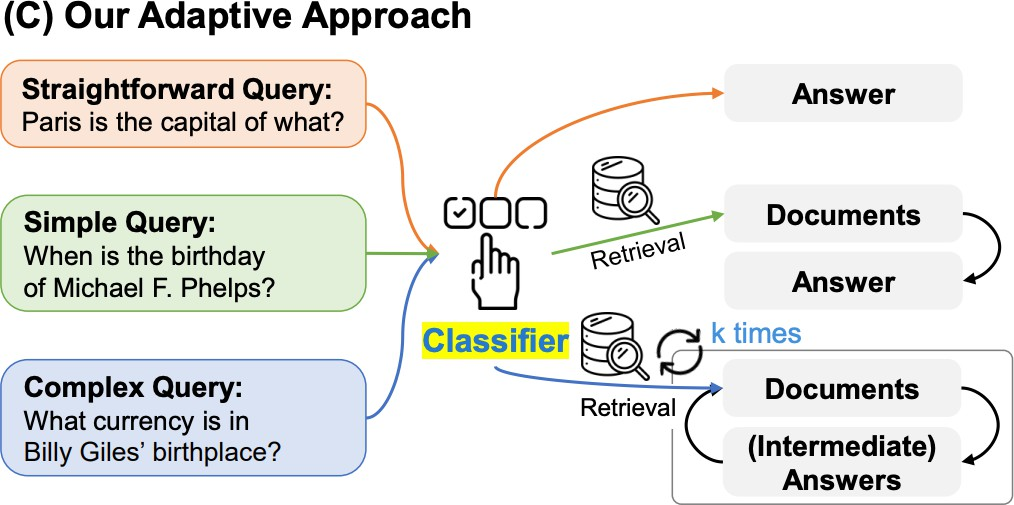 (C) Our Adaptive Approach
Straightforward Query:
Paris is the capital of what?
Simple Query:
When is the birthday
of Michael F. Phelps?
Complex Query:
What currency is in
Billy Giles’ birthplace?
Classifier
Answer
Retrieval
Documents
Answer
k times
Retrieval
Documents
(Intermediate)
Answers